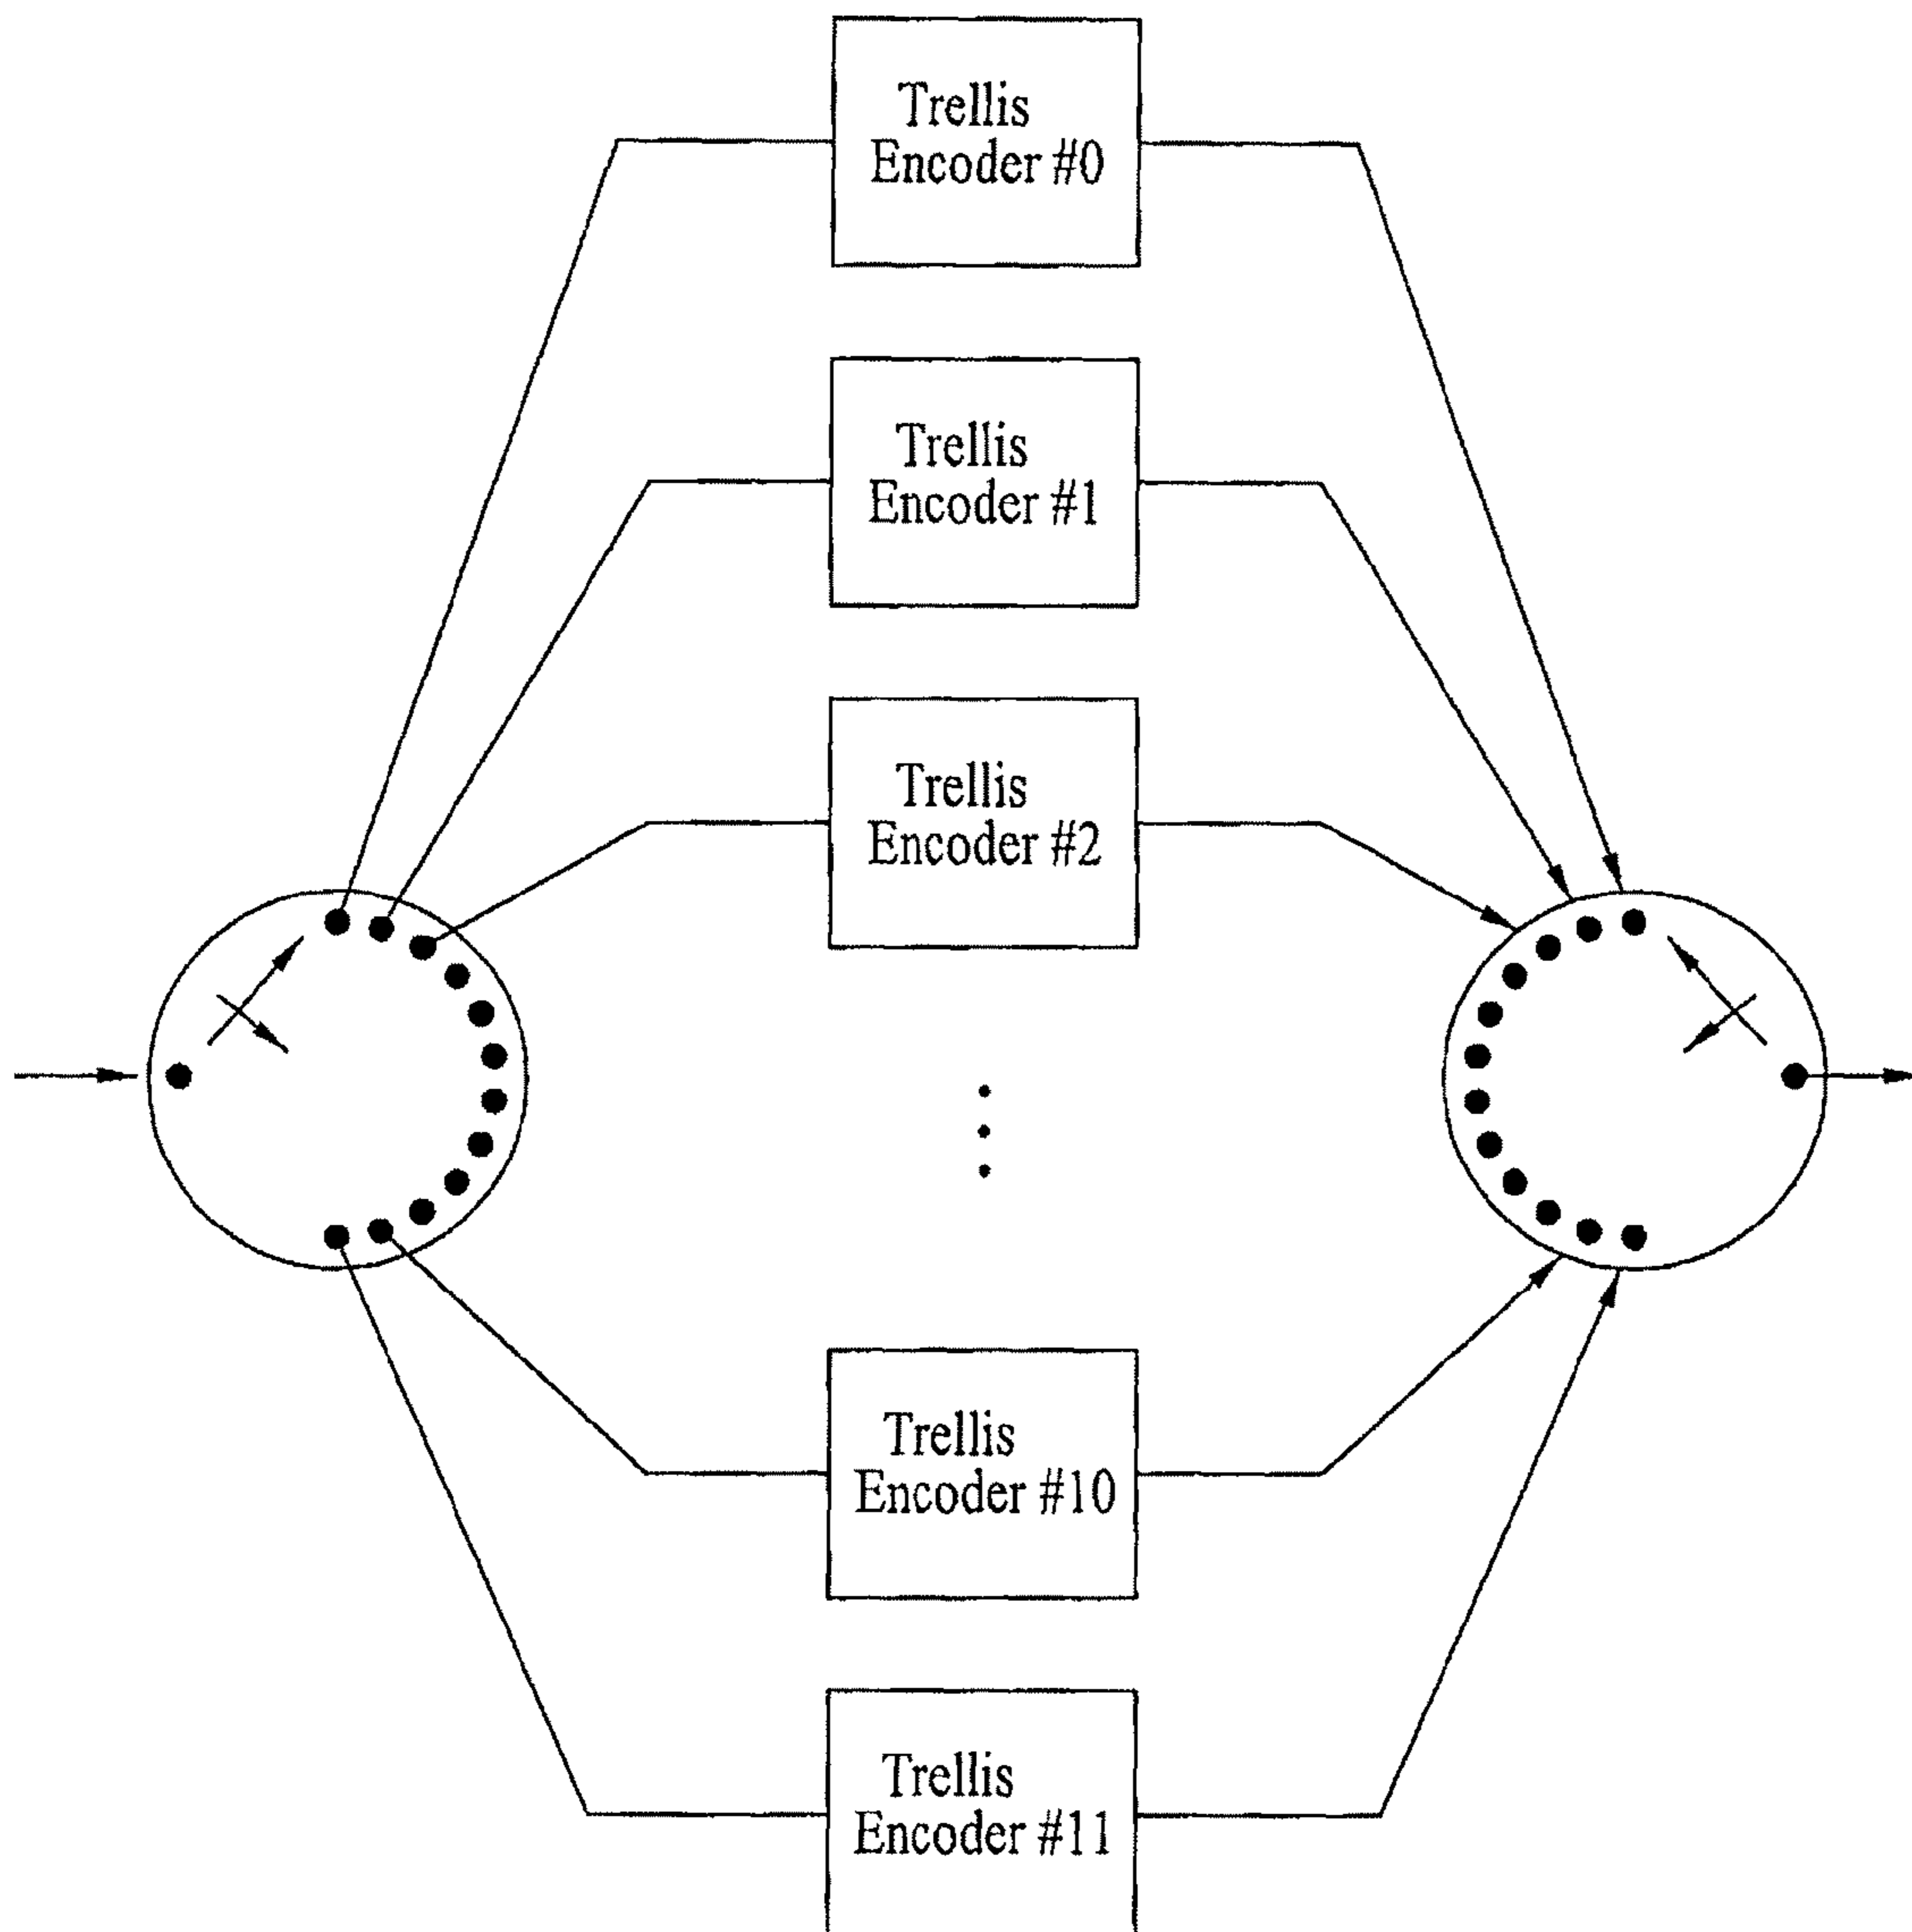 Trellis
Encoder #0
Trellis
Encoder #1
Trellis
Encoder #2
Trellis
Encoder #10
Trellis
Encoder #11